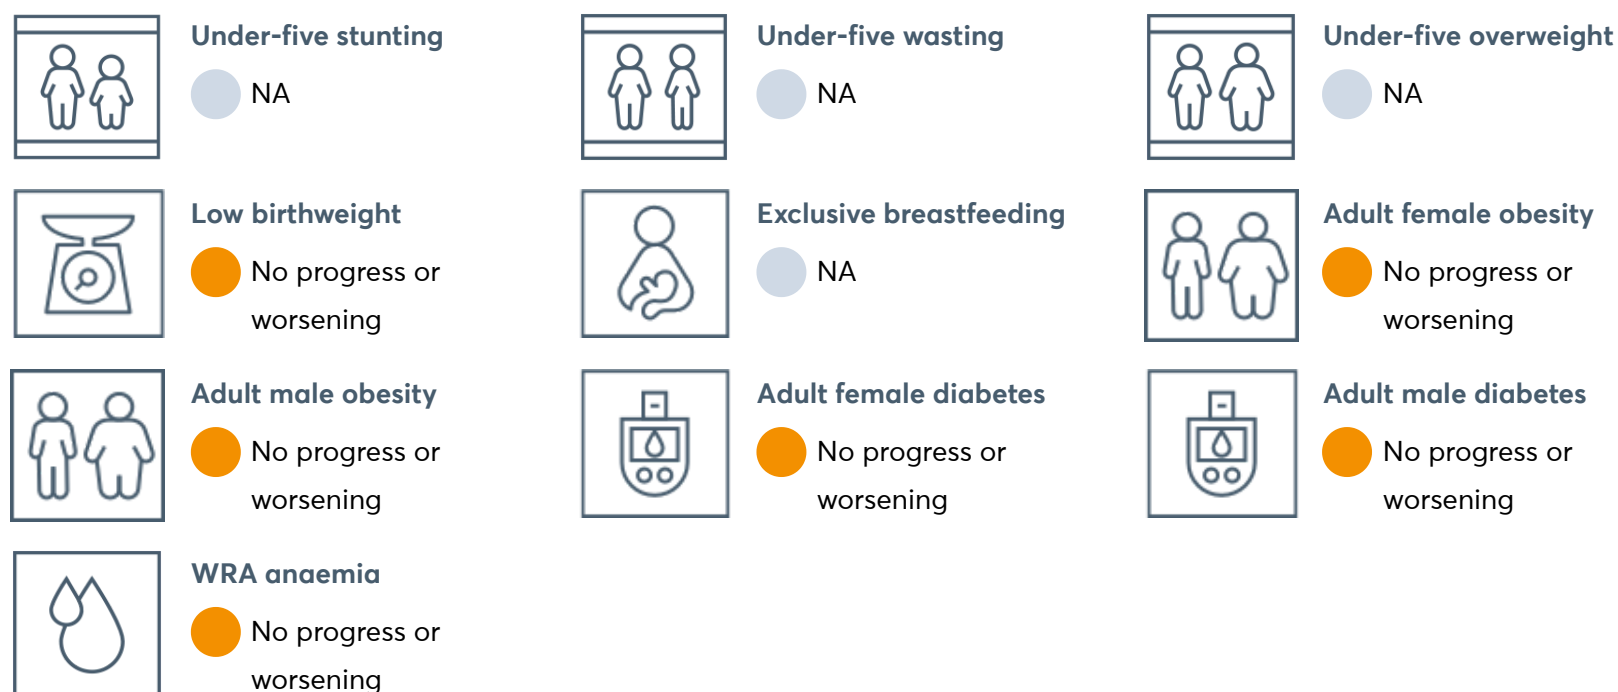 Under-five stunting
NA
Under-five wasting
NA
Under-five overweight
NA
Low birthweight
No progress or
worsening
Exclusive breastfeeding
NA
Adult female obesity
No progress or
worsening
Adult male obesity
No progress or
worsening
Adult female diabetes
No progress or
worsening
Adult male diabetes
No progress or
worsening
WRA anaemia
No progress or
worsening